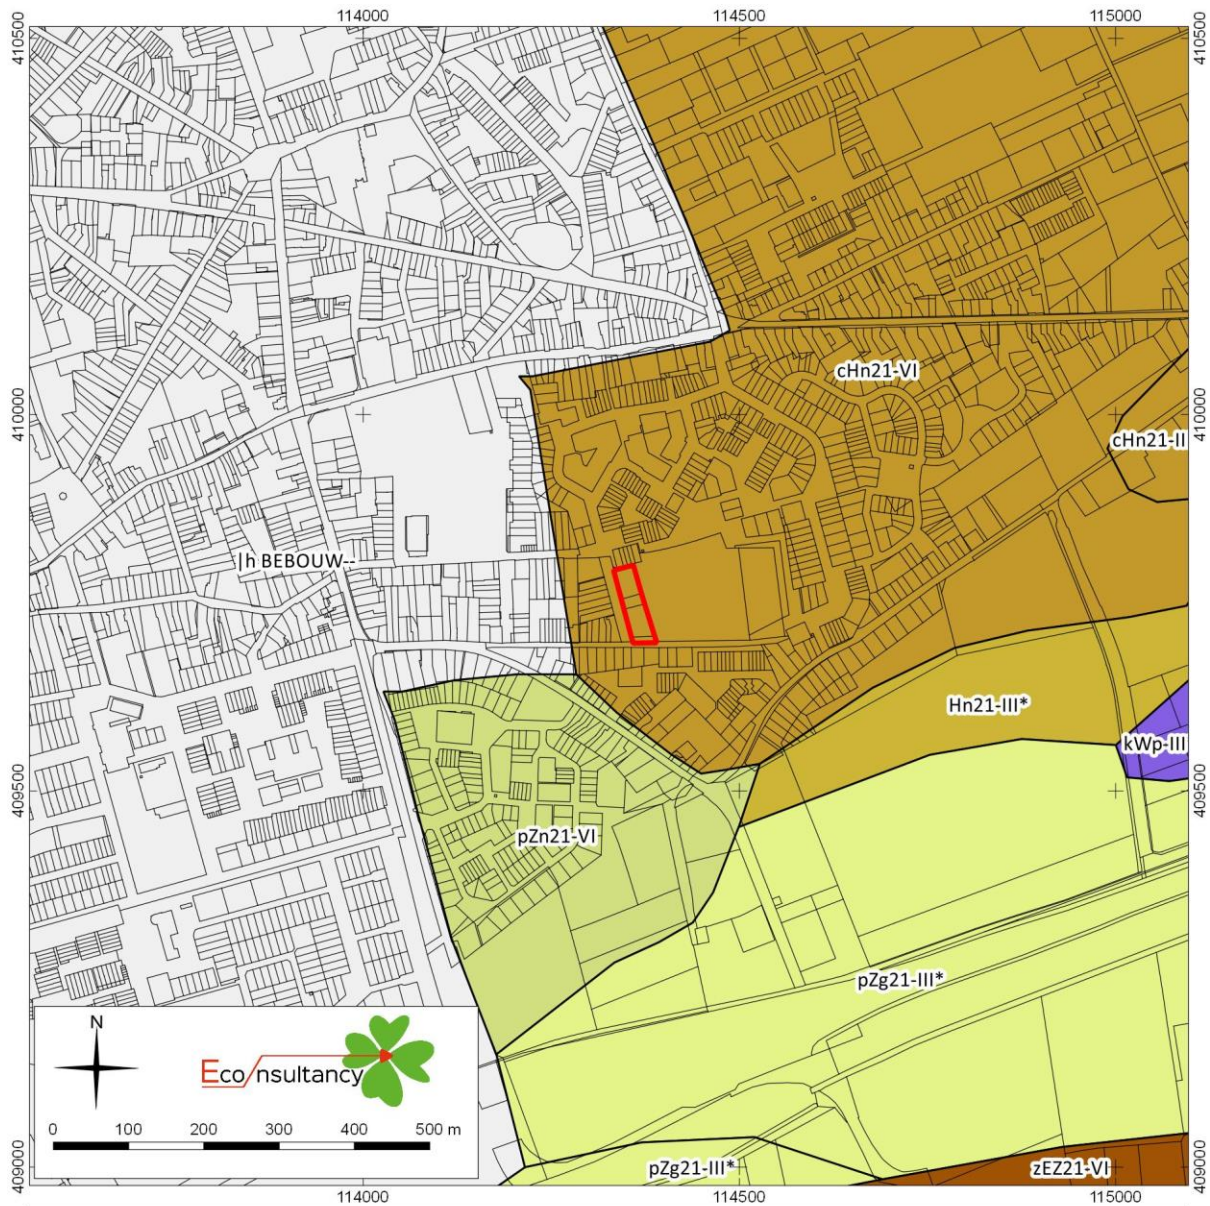 114000 114500 115000
410500 410500
cHn21-VI
410000 410000
cHn21-II
|h BEBOUW--
Hn21-III*
kWp-III
409500 409500
pZn21-VI
pZg21-III*
N
Eco/nsultancy
0 100 200 300 400 500 m
409000 409000
pZg21-III* zEZ21-VI
114000 114500 115000